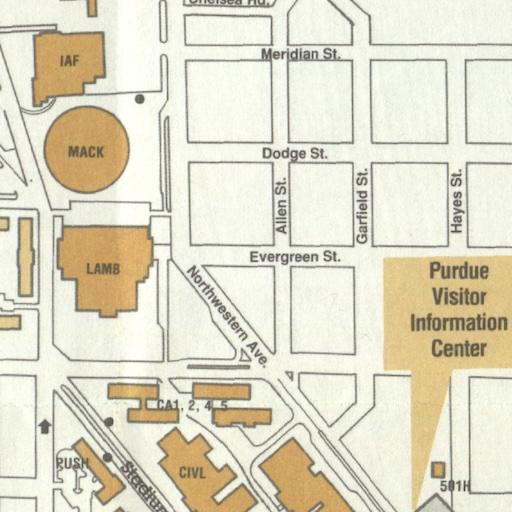 Chelsea Rd.
Meridian St.
IAF
MACK
Dodge St.
Allen St.
Garfield St.
Hayes St.
Evergreen St.
LAMB
Northwestern Ave.
Purdue
Visitor
Information
Center
CA1, 2, 4, 5
PUSH
CIVL
501H